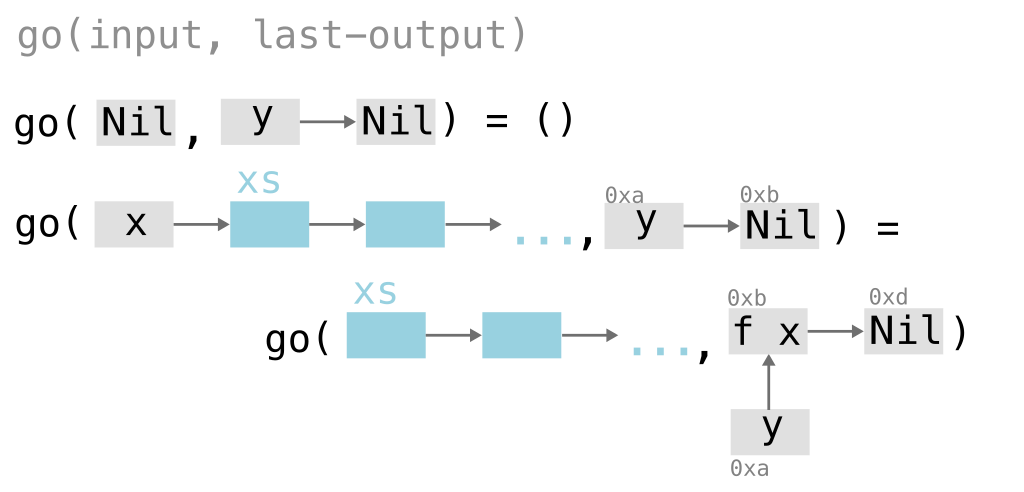 go(input, last-output)
go( Nil, y Nil) = ()
xs
0xa 0xb
go( x ..., y Nil ) =
xs
0xb 0xd
go( ..., f x Nil )
y
0xa